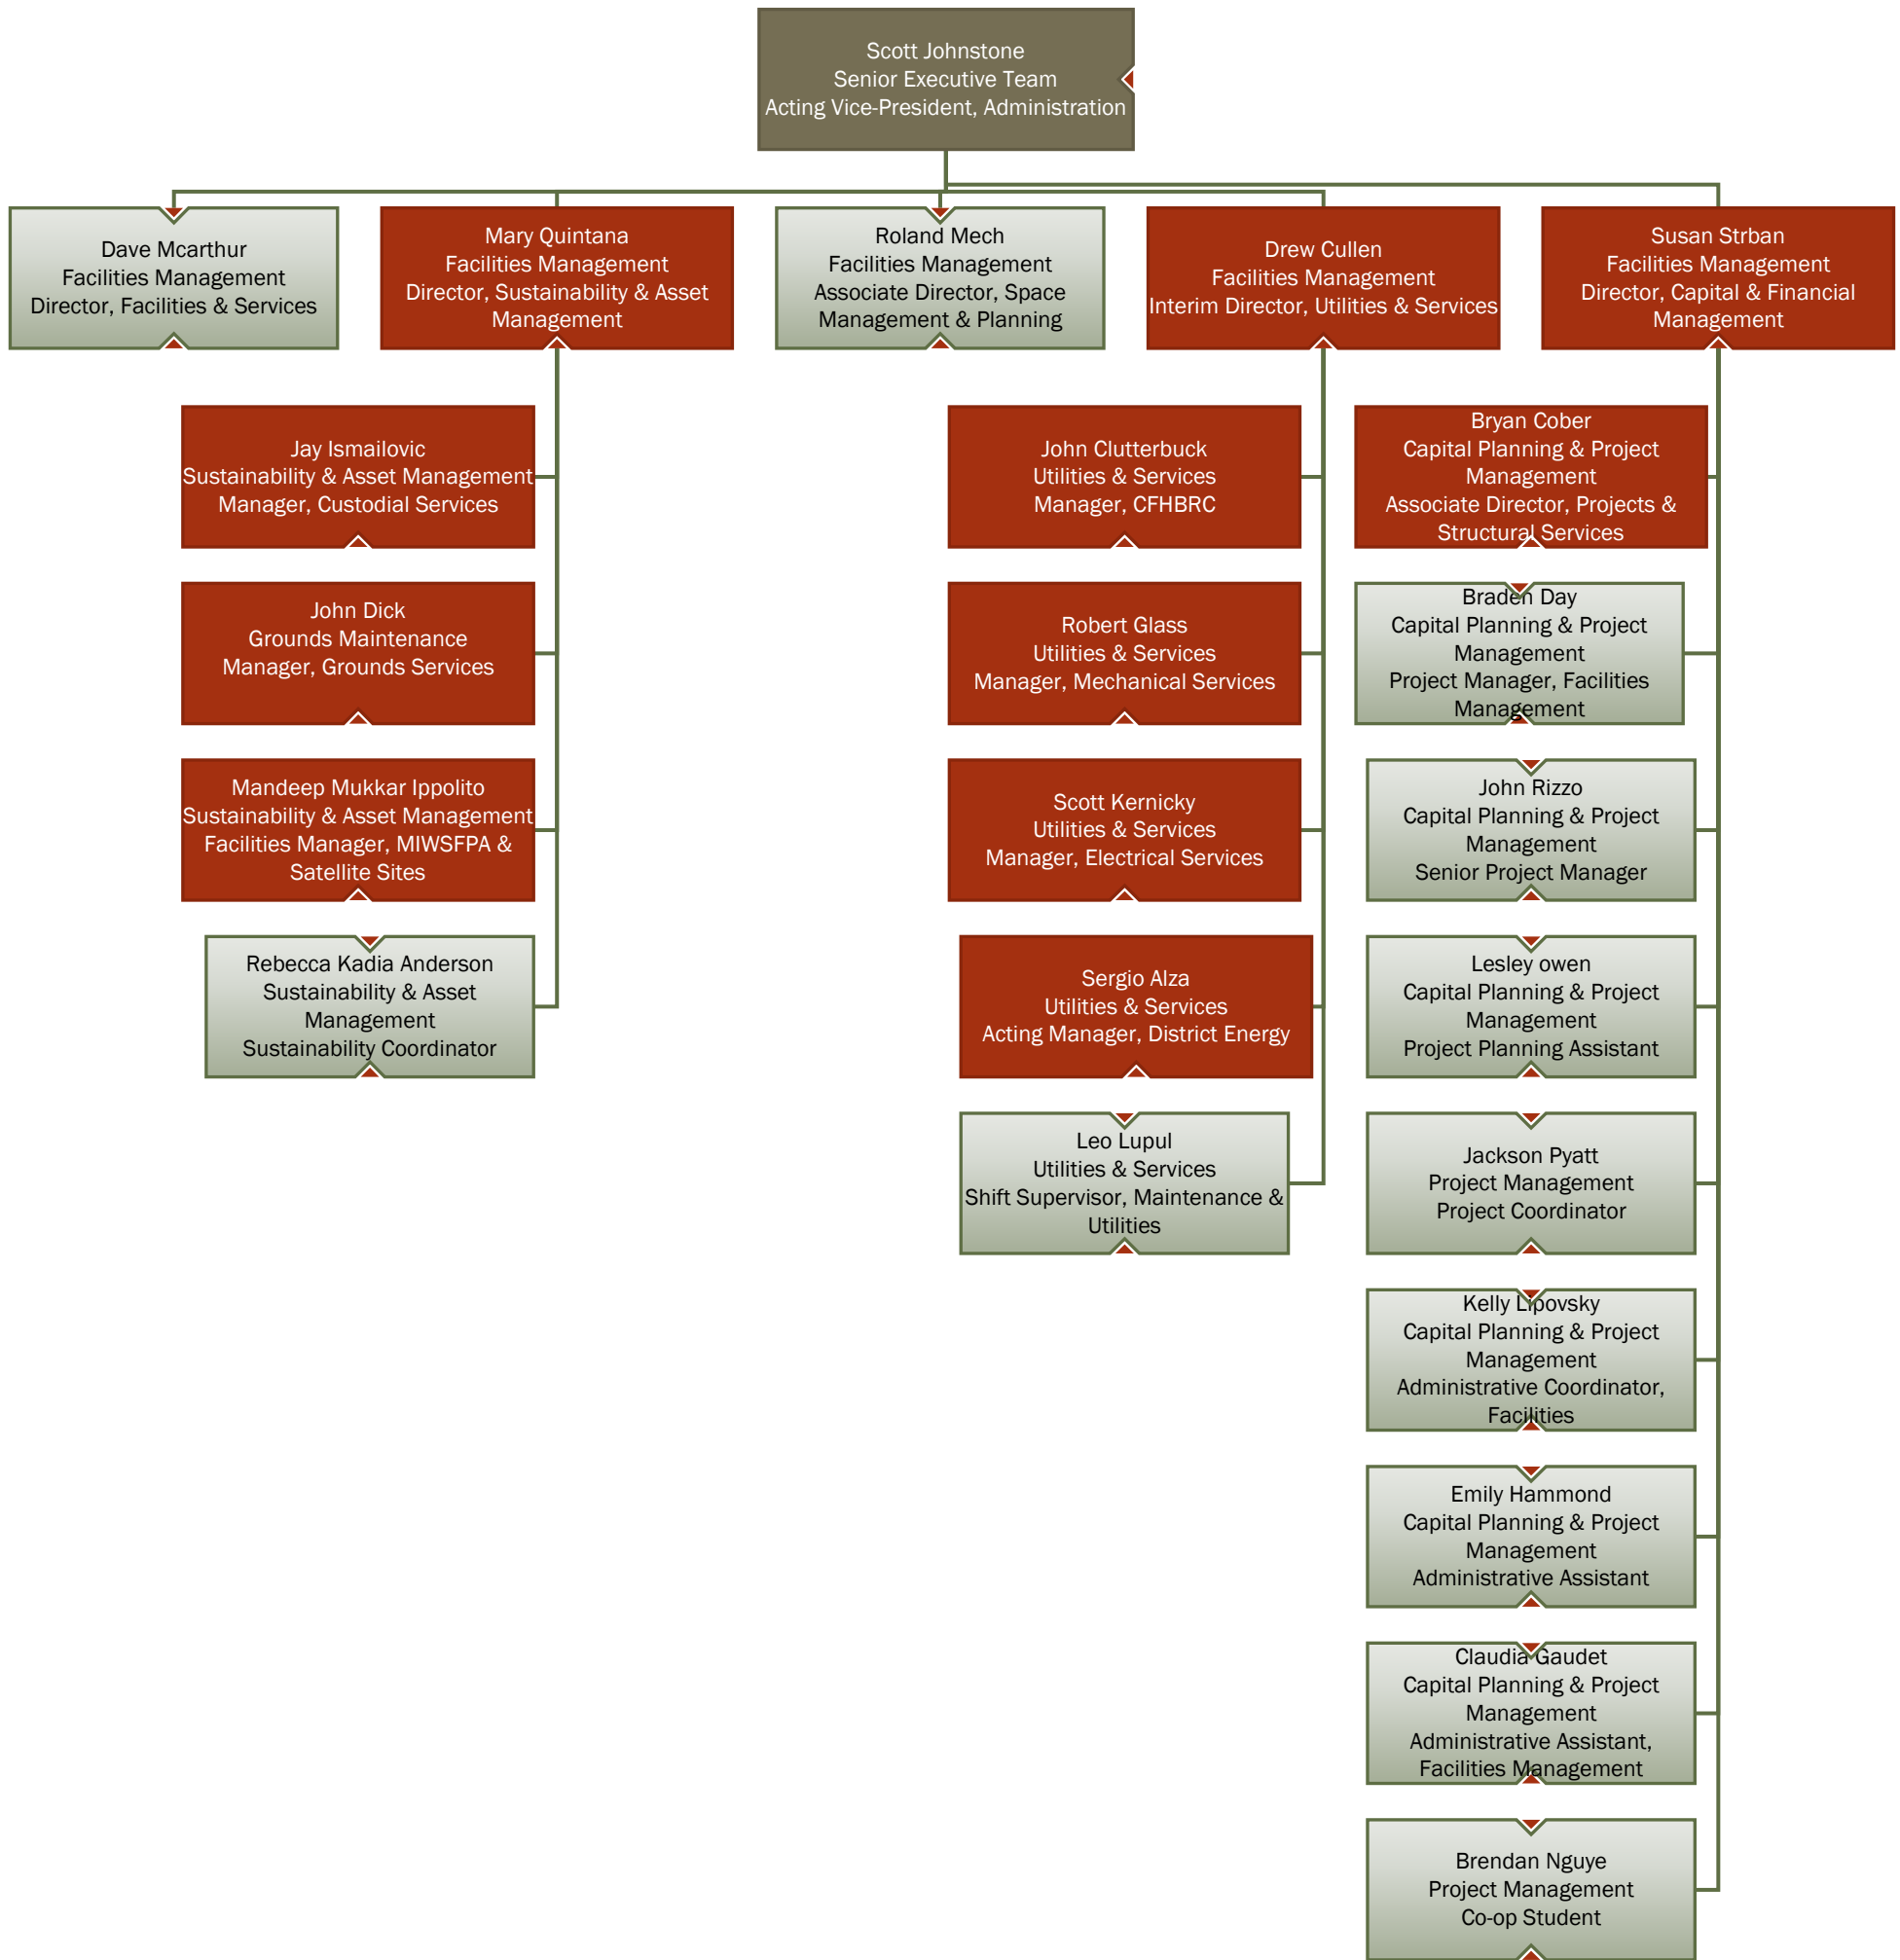 Scott Johnstone
Senior Executive Team
Acting Vice-President, Administration
Dave Mcarthur
Facilities Management
Director, Facilities & Services
Mary Quintana
Facilities Management
Director, Sustainability & Asset
Management
Roland Mech
Facilities Management
Associate Director, Space
Management & Planning
Drew Cullen
Facilities Management
Interim Director, Utilities & Services
Susan Strban
Facilities Management
Director, Capital & Financial
Management
Jay Ismailovic
Sustainability & Asset Management
Manager, Custodial Services
John Dick
Grounds Maintenance
Manager, Grounds Services
Mandeep Mukkar Ippolito
Sustainability & Asset Management
Facilities Manager, MIWSFPA &
Satellite Sites
Rebecca Kadia Anderson
Sustainability & Asset
Management
Sustainability Coordinator
John Clutterbuck
Utilities & Services
Manager, CFHBRC
Robert Glass
Utilities & Services
Manager, Mechanical Services
Scott Kernicky
Utilities & Services
Manager, Electrical Services
Sergio Alza
Utilities & Services
Acting Manager, District Energy
Leo Lupul
Utilities & Services
Shift Supervisor, Maintenance &
Utilities
Bryan Cober
Capital Planning & Project
Management
Associate Director, Projects &
Structural Services
Braden Day
Capital Planning & Project
Management
Project Manager, Facilities
Management
John Rizzo
Capital Planning & Project
Management
Senior Project Manager
Lesley owen
Capital Planning & Project
Management
Project Planning Assistant
Jackson Pyatt
Project Management
Project Coordinator
Kelly Lipovsky
Capital Planning & Project
Management
Administrative Coordinator,
Facilities
Emily Hammond
Capital Planning & Project
Management
Administrative Assistant
Claudia Gaudet
Capital Planning & Project
Management
Administrative Assistant,
Facilities Management
Brendan Nguye
Project Management
Co-op Student